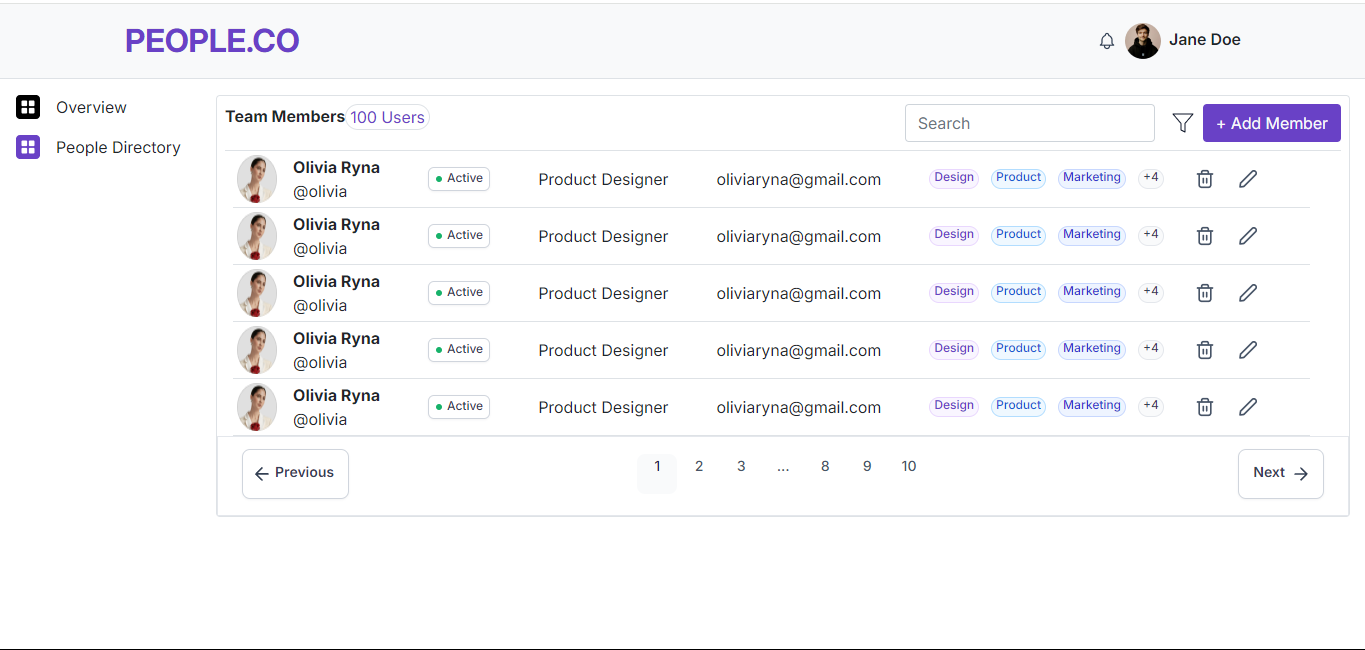 PEOPLE.CO
Jane Doe
Overview
People Directory
Team Members 100 Users
Search
+ Add Member
Olivia Ryna
@olivia
Active
Product Designer
oliviaryna@gmail.com
Design Product Marketing +4
Olivia Ryna
@olivia
Active
Product Designer
oliviaryna@gmail.com
Design Product Marketing +4
Olivia Ryna
@olivia
Active
Product Designer
oliviaryna@gmail.com
Design Product Marketing +4
Olivia Ryna
@olivia
Active
Product Designer
oliviaryna@gmail.com
Design Product Marketing +4
Olivia Ryna
@olivia
Active
Product Designer
oliviaryna@gmail.com
Design Product Marketing +4
Previous
1 2 3 ... 8 9 10
Next